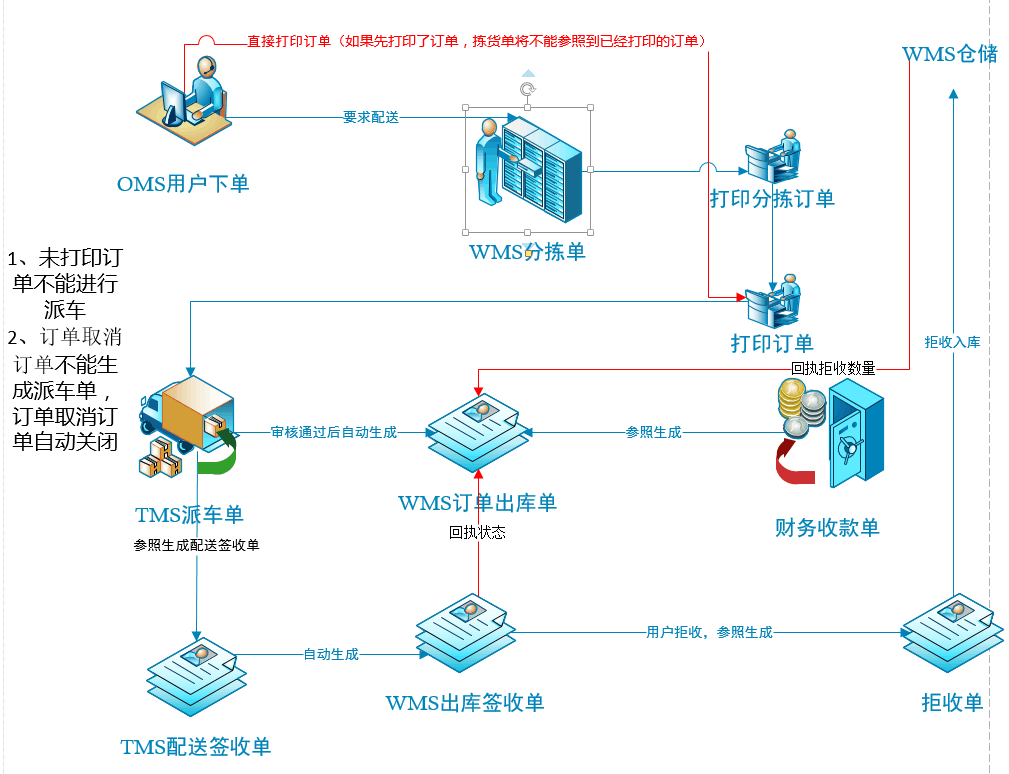 直接打印订单（如果先打印了订单，拣货单将不能参照到已经打印的订单）
WMS仓储
要求配送
OMS用户下单
打印分拣订单
WMS分拣单
1、未打印订
单不能进行
派车
2、订单取消
订单不能生
成派车单，
订单取消订
单自动关闭
打印订单
拒收入库
回执拒收数量
审核通过后自动生成
参照生成
WMS订单出库单
TMS派车单
财务收款单
回执状态
参照生成配送签收单
用户拒收，参照生成
自动生成
WMS出库签收单
拒收单
TMS配送签收单